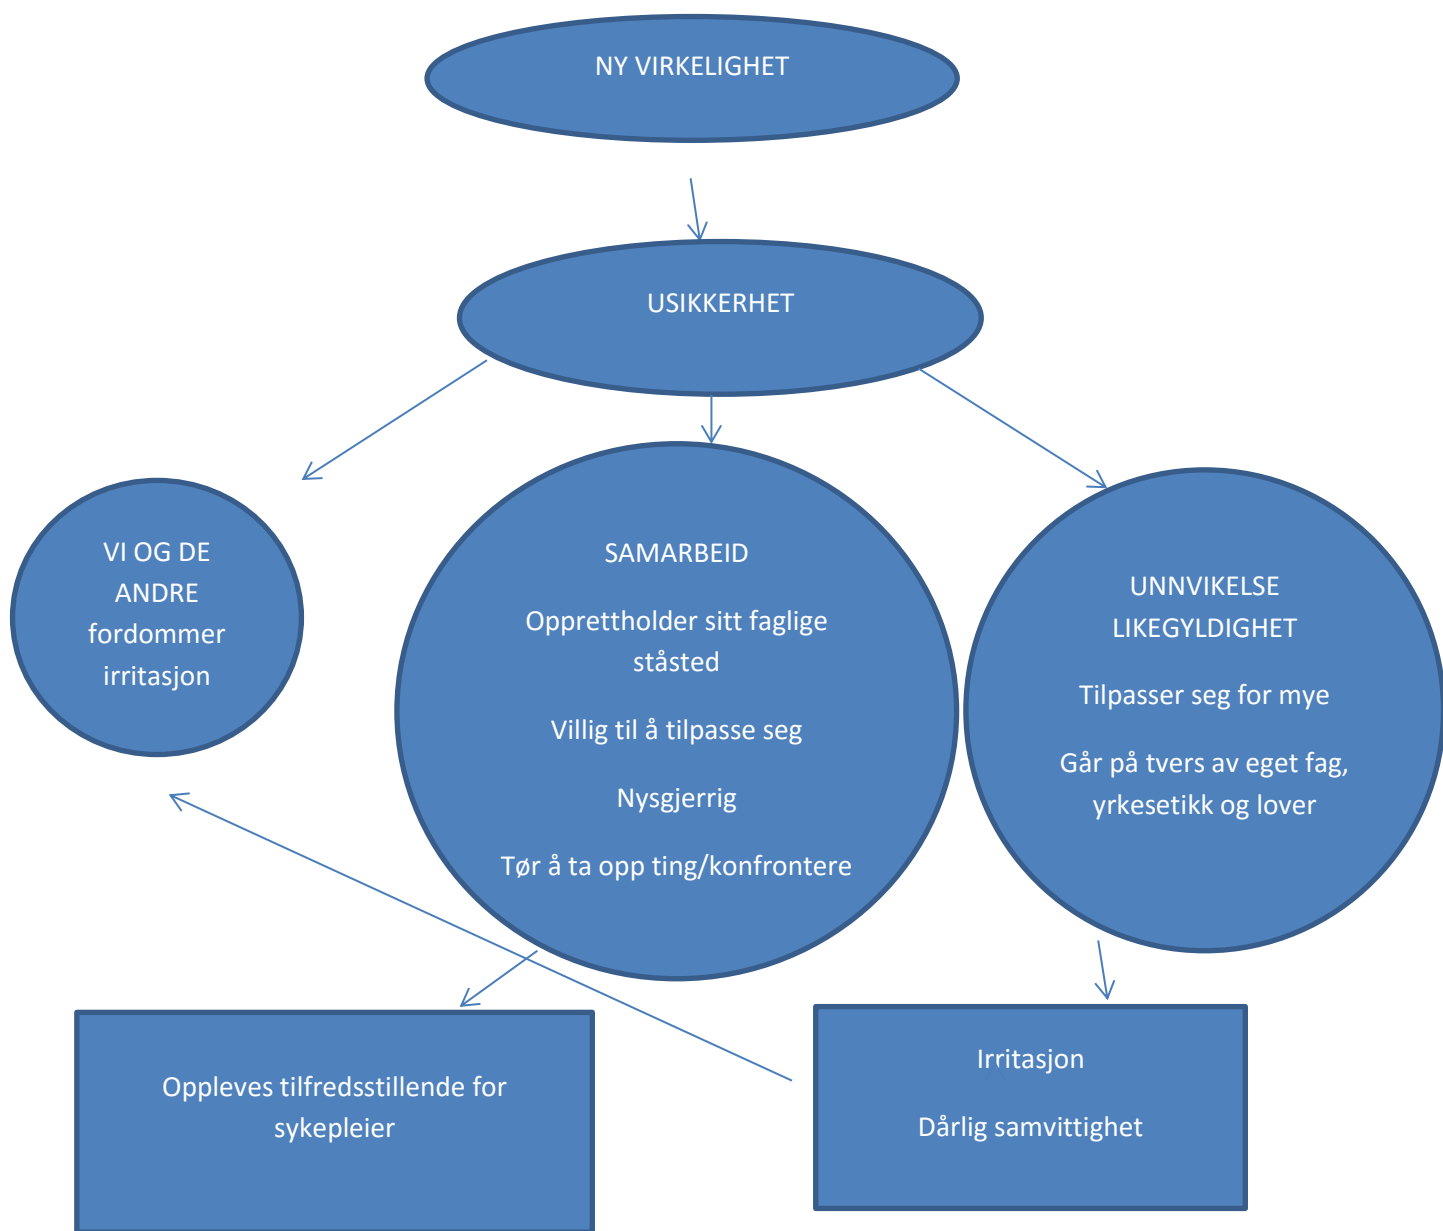 NY VIRKELIGHET
USIKKERHET
VI OG DE
ANDRE
fordommer
irritasjon
SAMARBEID
Opprettholder sitt faglige
ståsted
Villig til å tilpasse seg
Nysgjerrig
Tør å ta opp ting/konfrontere
UNNVIKELSE
LIKEGYLDIGHET
Tilpasser seg for mye
Går på tvers av eget fag,
yrkesetikk og lover
Oppleves tilfredsstillende for
sykepleier
Irritasjon
Dårlig samvittighet